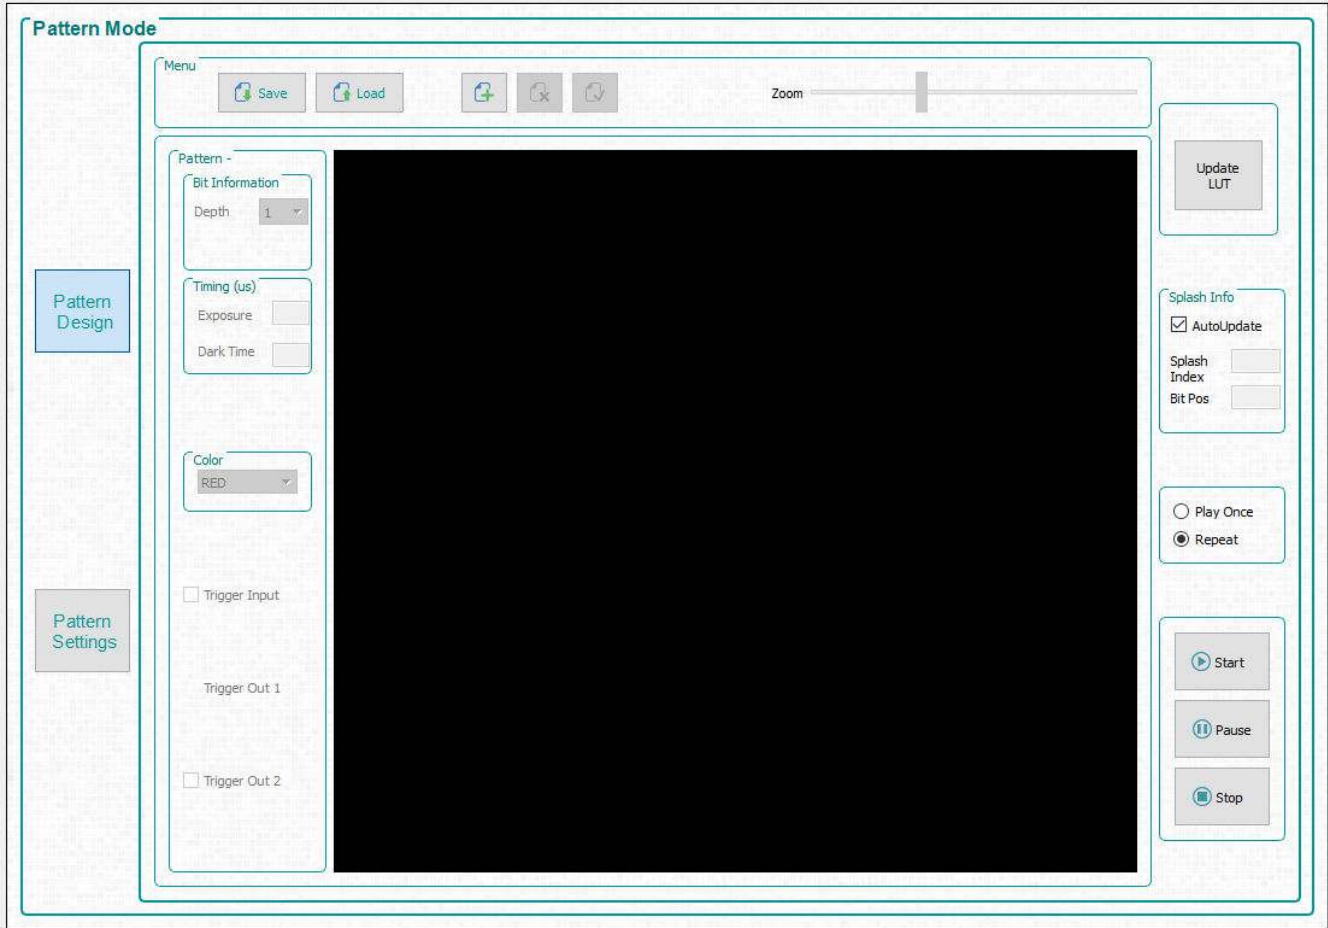 Pattern Mode
Menu
Save
Load
Zoom
Pattern -
Bit Information
Depth
1
Timing (us)
Exposure
Dark Time
Color
RED
Trigger Input
Trigger Out 1
Trigger Out 2
Pattern
Design
Pattern
Settings
Update
LUT
Splash Info
AutoUpdate
Splash
Index
Bit Pos
Play Once
Repeat
Start
Pause
Stop